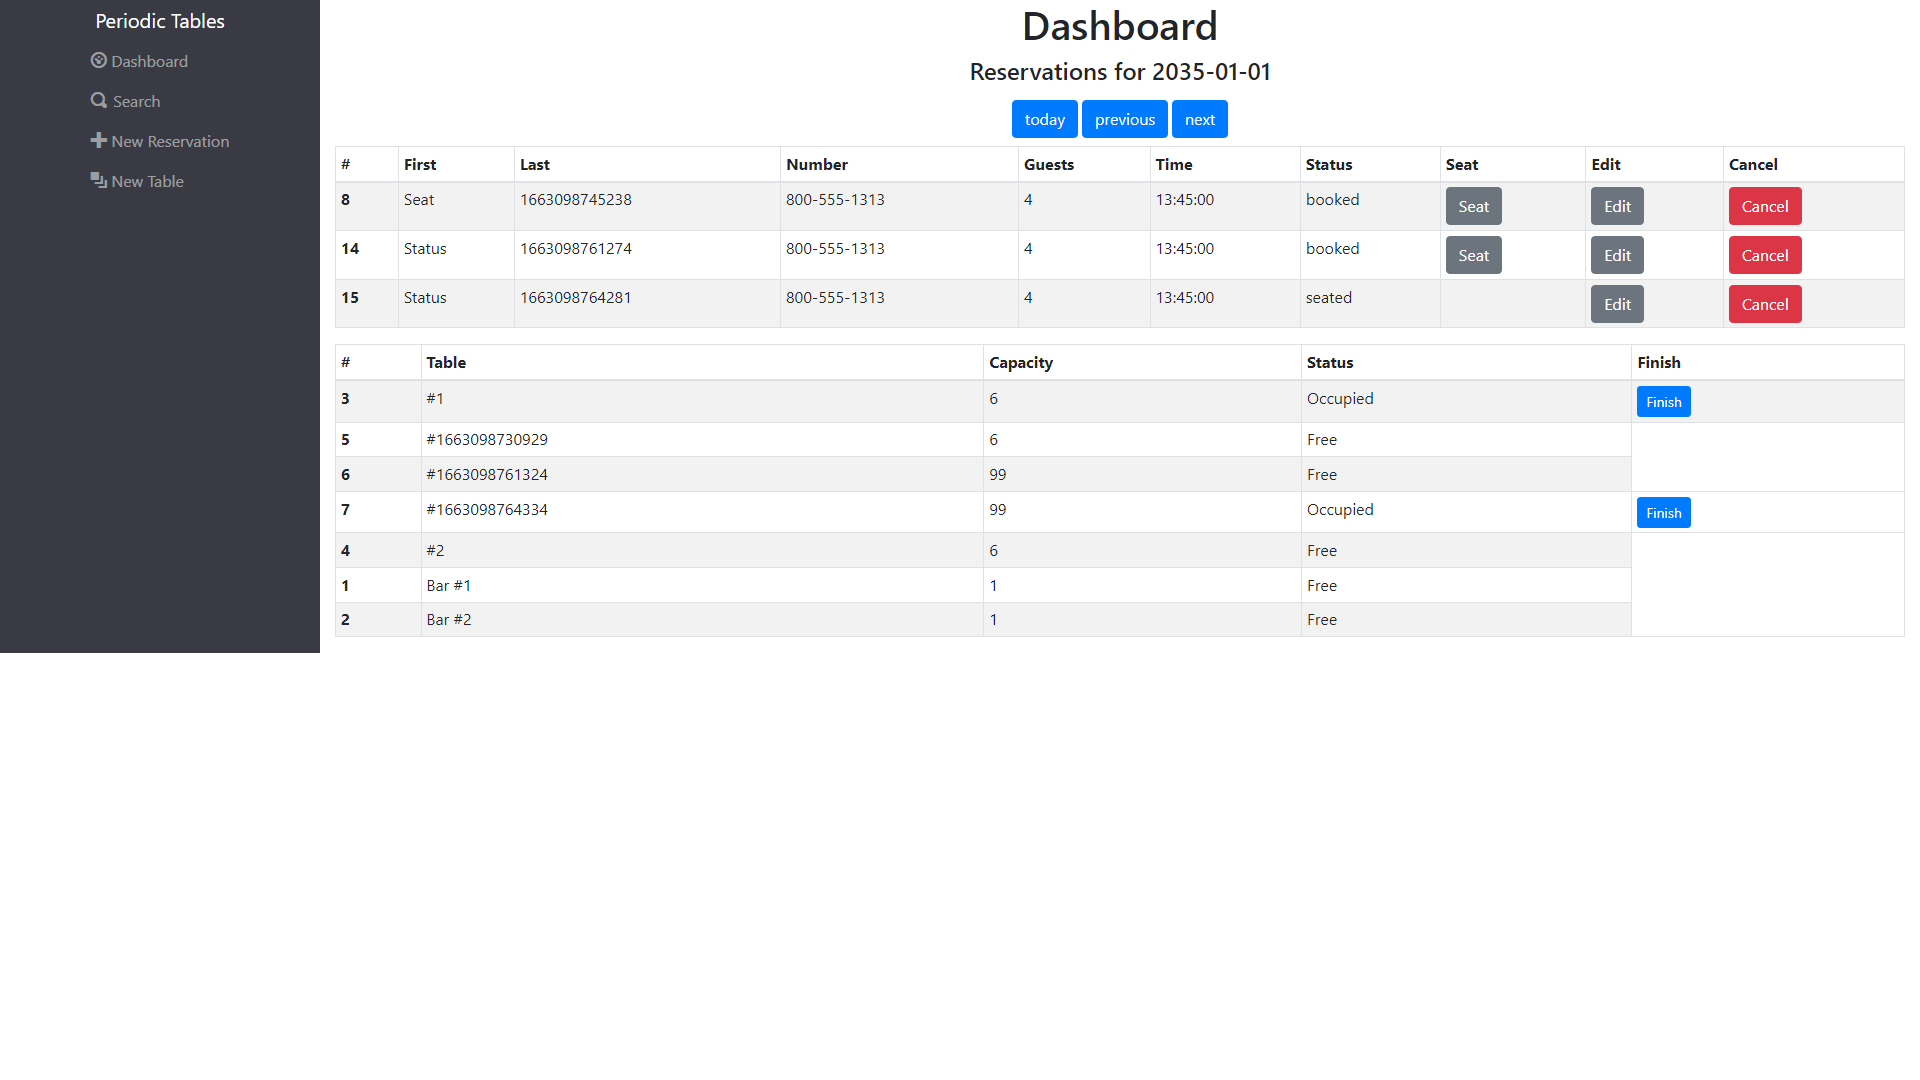 Periodic Tables
Dashboard
Search
New Reservation
New Table
Dashboard
Reservations for 2035-01-01
today previous next
# First Last Number Guests Time Status Seat Edit Cancel
8 Seat 1663098745238 800-555-1313 4 13:45:00 booked Seat Edit Cancel
14 Status 1663098761274 800-555-1313 4 13:45:00 booked Seat Edit Cancel
15 Status 1663098764281 800-555-1313 4 13:45:00 seated Edit Cancel
# Table Capacity Status Finish
3 #1 6 Occupied Finish
5 #1663098730929 6 Free
6 #1663098761324 99 Free
7 #1663098764334 99 Occupied Finish
4 #2 6 Free
1 Bar #1 1 Free
2 Bar #2 1 Free